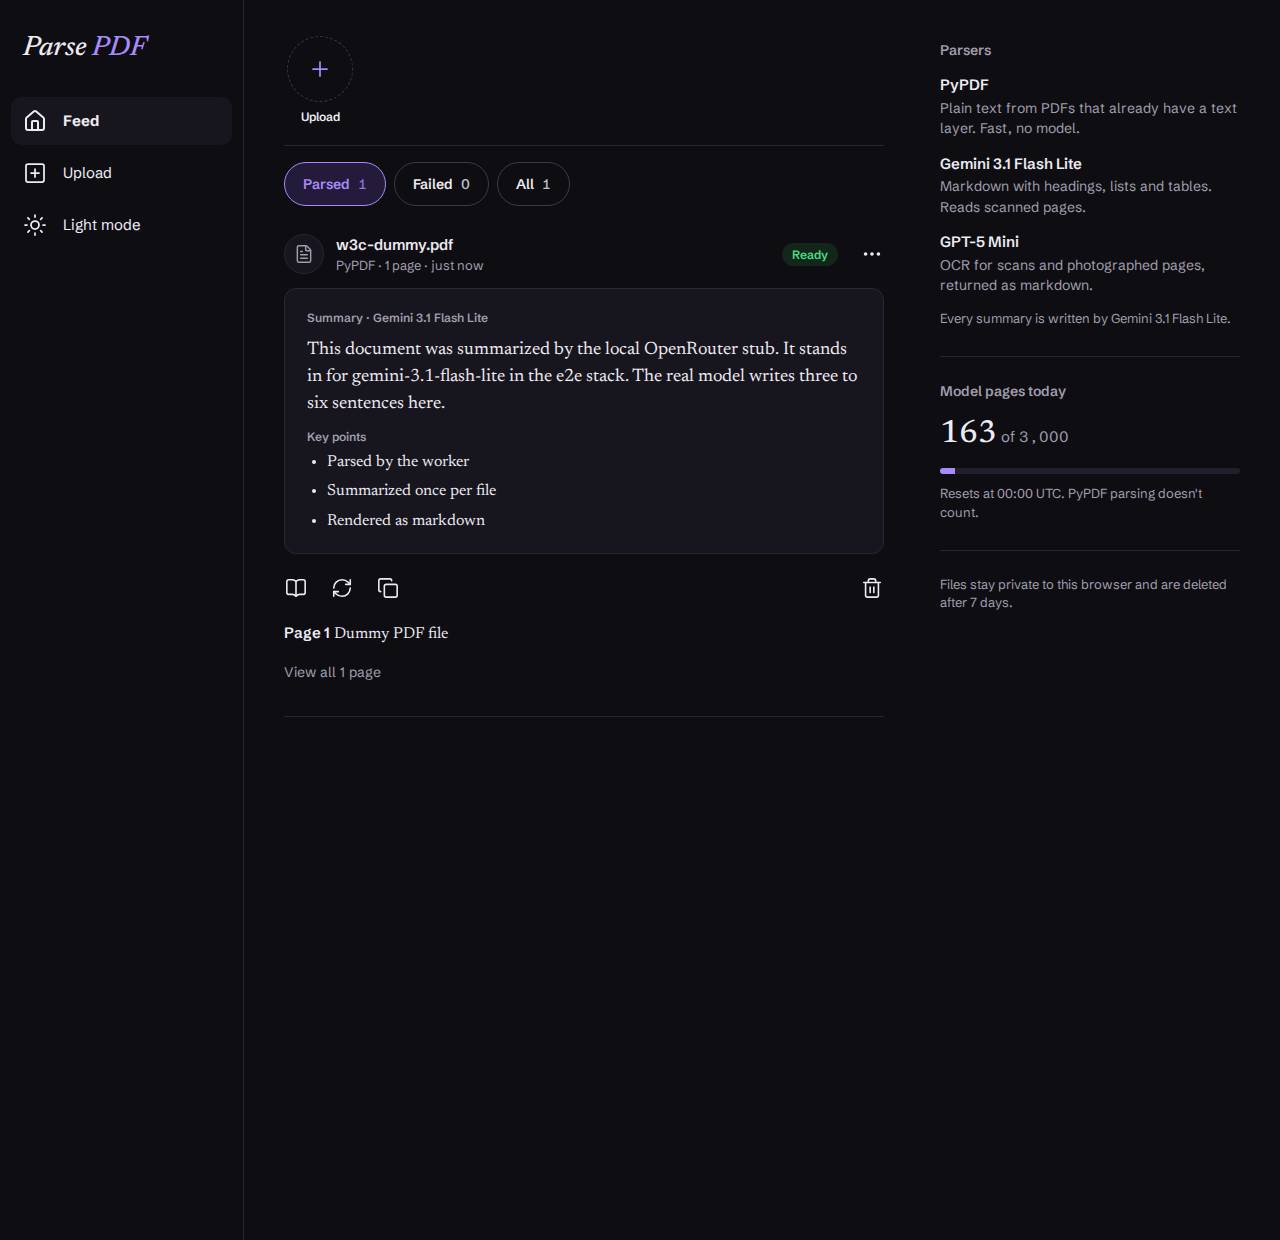 Parse PDF
Feed
Upload
Light mode
Upload
Parsed 1
Failed 0
All 1
w3c-dummy.pdf
PyPDF · 1 page · just now
Ready
Summary · Gemini 3.1 Flash Lite
This document was summarized by the local OpenRouter stub. It stands
in for gemini-3.1-flash-lite in the e2e stack. The real model writes three to
six sentences here.
Key points
• Parsed by the worker
• Summarized once per file
• Rendered as markdown
Page 1 Dummy PDF file
View all 1 page
Parsers
PyPDF
Plain text from PDFs that already have a text
layer. Fast, no model.
Gemini 3.1 Flash Lite
Markdown with headings, lists and tables.
Reads scanned pages.
GPT-5 Mini
OCR for scans and photographed pages,
returned as markdown.
Every summary is written by Gemini 3.1 Flash Lite.
Model pages today
163 of 3,000
Resets at 00:00 UTC. PyPDF parsing doesn't
count.
Files stay private to this browser and are deleted
after 7 days.